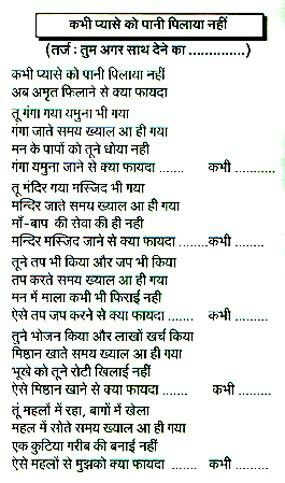 कभी प्यासे को पानी पिलाया नहीं
(तर्ज : तुम अगर साथ देने का ..............)
कभी प्यासे को पानी पिलाया नहीं
अब अमृत फिलाने से क्या फायदा
तू गंगा गया यमुना भी गया
गंगा जाते समय ख्याल आ ही गया
मन के पापों को तूने धोया नही
गंगा यमुना जाने से क्या फायदा ....... कभी ............
तू मंदिर गया मस्जिद भी गया
मन्दिर जाते समय ख्याल आ ही गया
माँ-बाप की सेवा की ही नही
मन्दिर मस्जिद जाने से क्या फायदा .......कभी .........
तूने तप भी किया और जप भी किया
तप करते समय ख्याल आ ही गया
मन में माला कभी भी फिराई नही
ऐसे तप जप करने से क्या फायदा ....... कभी .........
तुने भोजन किया और लाखों खर्च किया
मिष्ठान खाते समय ख्याल आ ही गया
भूखे को तूने रोटी खिलाई नहीं
ऐसे मिष्ठान खाने से क्या फायदा ....... कभी .........
तूं महलों में रहा, बागों में खेला
महल में सोते समय ख्याल आ ही गया
एक कुटिया गरीब की बनाई नहीं
ऐसे महलों से मुझको क्या फायदा ....... कभी .........